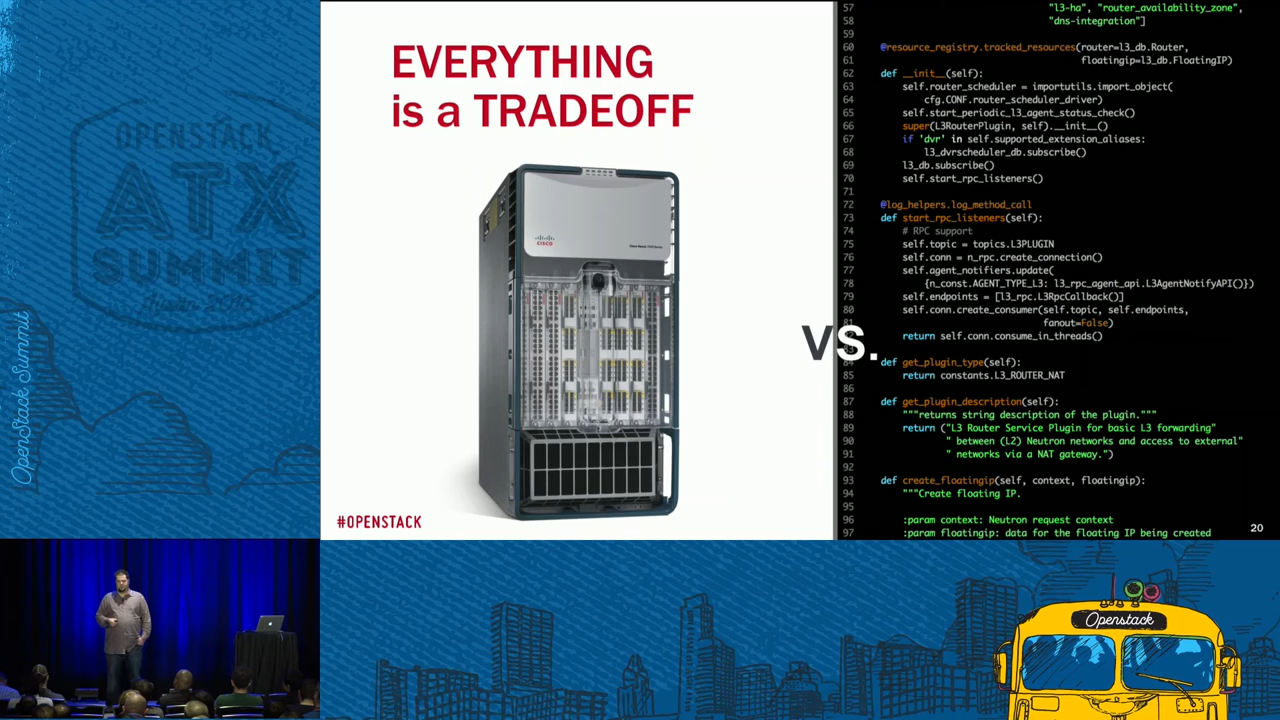 EVERYTHING
is a TRADEOFF
CISCO
#OPENSTACK
VS.
57 "l3-ha", "router_availability_zone",
58 "dns-integration"]
59
60 @resource_registry.tracked_resources(router=l3_db.Router,
61 floatingip=l3_db.FloatingIP)
62 def __init__(self):
63 self.router_scheduler = importutils.import_object(
64 cfg.CONF.router_scheduler_driver)
65 self.start_periodic_l3_agent_status_check()
66 super(L3RouterPlugin, self).__init__()
67 if 'dvr' in self.supported_extension_aliases:
68 l3_dvrscheduler_db.subscribe()
69 l3_db.subscribe()
70 self.start_rpc_listeners()
71
72 @log_helpers.log_method_call
73 def start_rpc_listeners(self):
74 # RPC support
75 self.topic = topics.L3PLUGIN
76 self.conn = n_rpc.create_connection()
77 self.agent_notifiers.update(
78 {n_const.AGENT_TYPE_L3: l3_rpc_agent_api.L3AgentNotifyAPI()})
79 self.endpoints = [l3_rpc.L3RpcCallback()]
80 self.conn.create_consumer(self.topic, self.endpoints,
81 fanout=False)
82 return self.conn.consume_in_threads()
84 def get_plugin_type(self):
85 return constants.L3_ROUTER_NAT
86
87 def get_plugin_description(self):
88 """returns string description of the plugin."""
89 return ("L3 Router Service Plugin for basic L3 forwarding"
90 " between (L2) Neutron networks and access to external"
91 " networks via a NAT gateway.")
92
93 def create_floatingip(self, context, floatingip):
94 """Create floating IP.
95
96 :param context: Neutron request context
97 :param floatingip: data for the floating IP being created
20
OpenStack Summit
Openstack